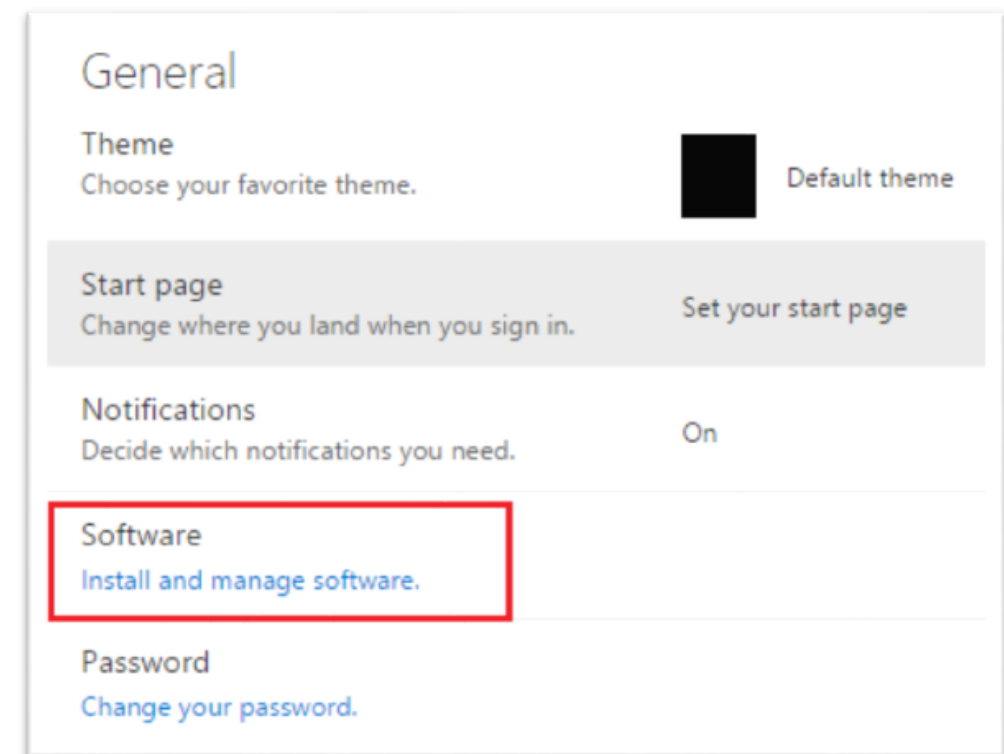 General
Theme
Choose your favorite theme.
Default theme
Start page
Change where you land when you sign in.
Set your start page
Notifications
Decide which notifications you need.
On
Software
Install and manage software.
Password
Change your password.